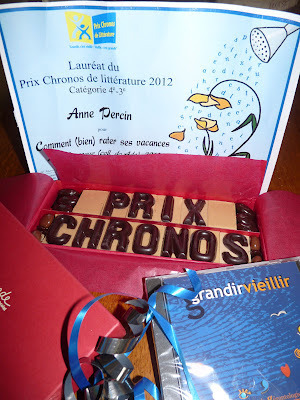 Prix Chronos
de littérature
Lauréat du
Prix Chronos de littérature 2012
Catégorie 4e-3e
Anne Percin
pour
Comment (bien) rater ses vacances
PRIX
CHRONOS
grandirvieillir